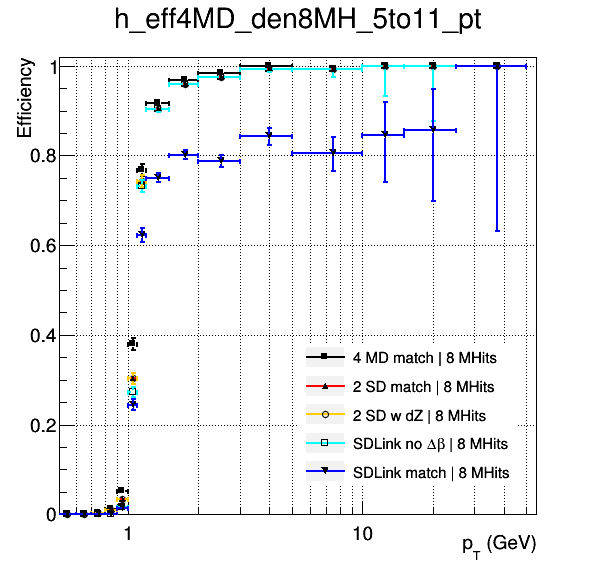 h_eff4MD_den8MH_5to11_pt
Efficiency
1
0.8
0.6
0.4
0.2
0
4 MD match | 8 MHits
2 SD match | 8 MHits
2 SD w dZ | 8 MHits
SDLink no Δβ | 8 MHits
SDLink match | 8 MHits
1 10
p_T (GeV)